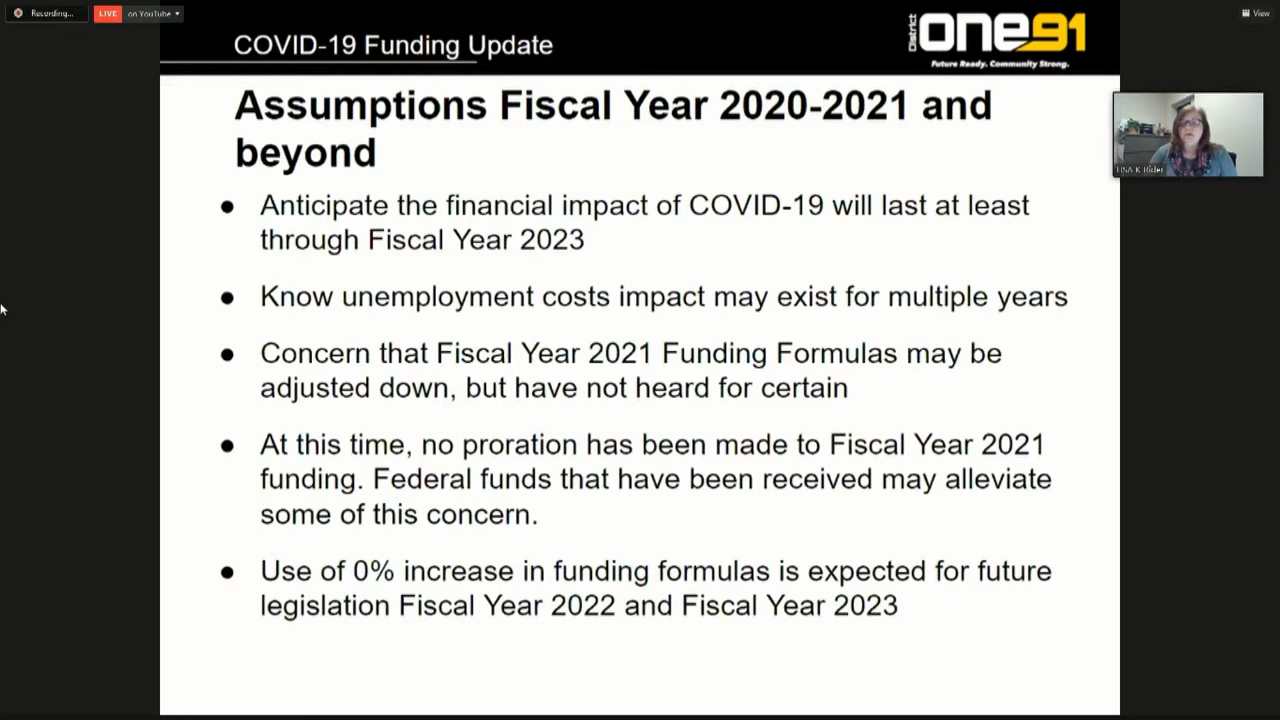 Recording...
LIVE on YouTube
View
COVID-19 Funding Update
District one91
Future Ready. Community Strong.
Assumptions Fiscal Year 2020-2021 and
beyond
LISA K Rider
● Anticipate the financial impact of COVID-19 will last at least
through Fiscal Year 2023
● Know unemployment costs impact may exist for multiple years
● Concern that Fiscal Year 2021 Funding Formulas may be
adjusted down, but have not heard for certain
● At this time, no proration has been made to Fiscal Year 2021
funding. Federal funds that have been received may alleviate
some of this concern.
● Use of 0% increase in funding formulas is expected for future
legislation Fiscal Year 2022 and Fiscal Year 2023